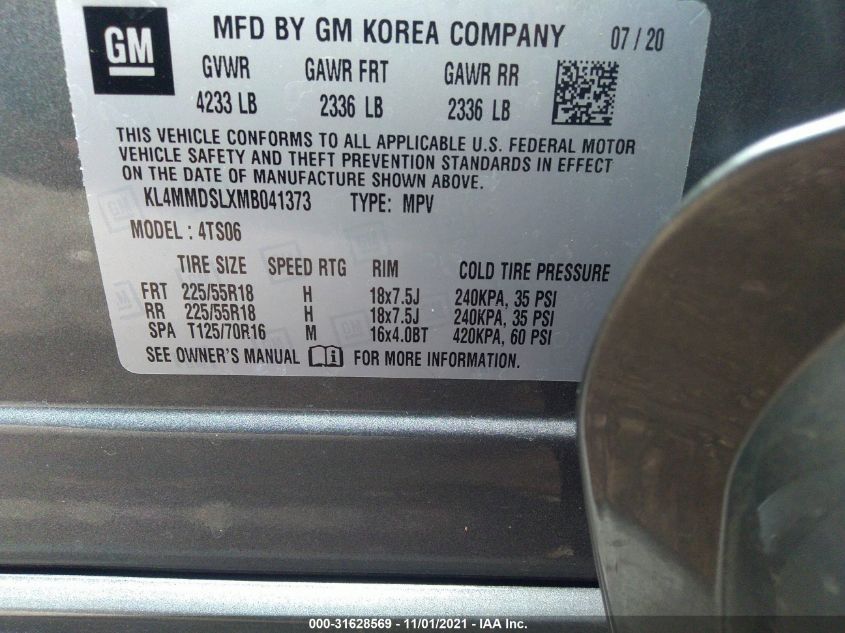 GM
MFD BY GM KOREA COMPANY 07 / 20
GVWR GAWR FRT GAWR RR
4233 LB 2336 LB 2336 LB
THIS VEHICLE CONFORMS TO ALL APPLICABLE U.S. FEDERAL MOTOR
VEHICLE SAFETY AND THEFT PREVENTION STANDARDS IN EFFECT
ON THE DATE OF MANUFACTURE SHOWN ABOVE.
KL4MMDSLXMB041373 TYPE: MPV
MODEL : 4TS06
TIRE SIZE SPEED RTG RIM COLD TIRE PRESSURE
FRT 225/55R18 H 18x7.5J 240KPA, 35 PSI
RR 225/55R18 H 18x7.5J 240KPA, 35 PSI
SPA T125/70R16 M 16x4.0BT 420KPA, 60 PSI
SEE OWNER'S MANUAL FOR MORE INFORMATION.
000-31628569 - 11/01/2021 - IAA Inc.